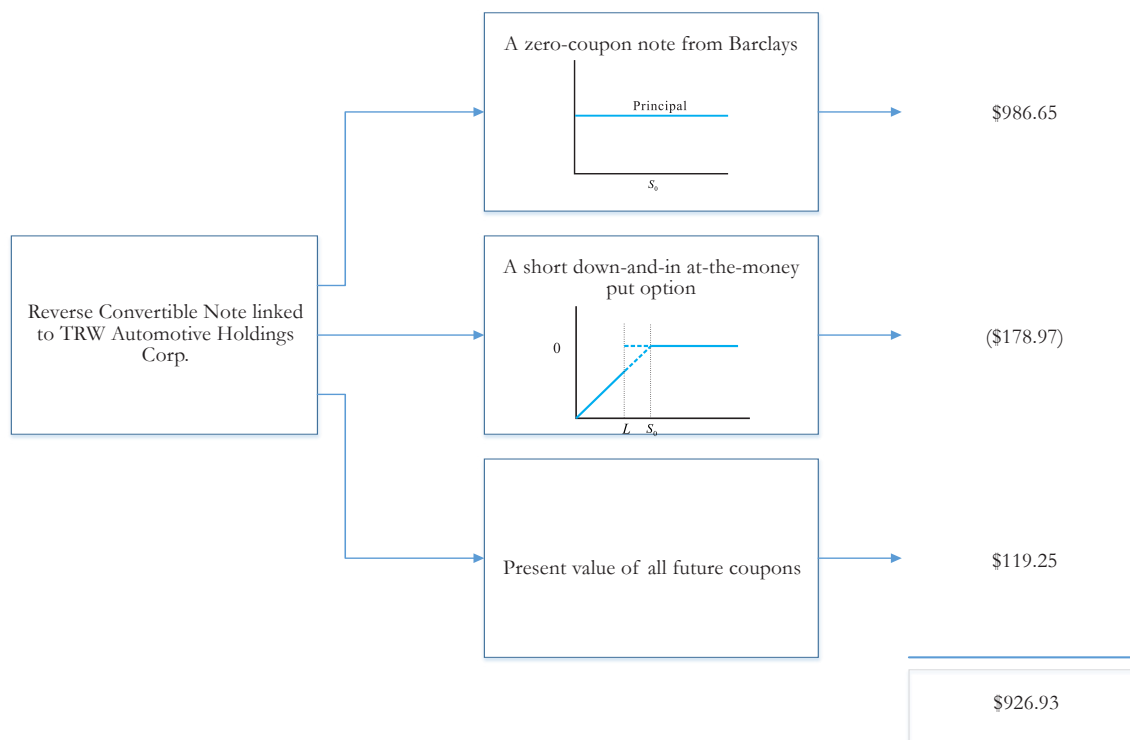 A zero-coupon note from Barclays
Principal
S₀
$986.65
Reverse Convertible Note linked
to TRW Automotive Holdings
Corp.
A short down-and-in at-the-money
put option
0
L S₀
($178.97)
Present value of all future coupons
$119.25
$926.93